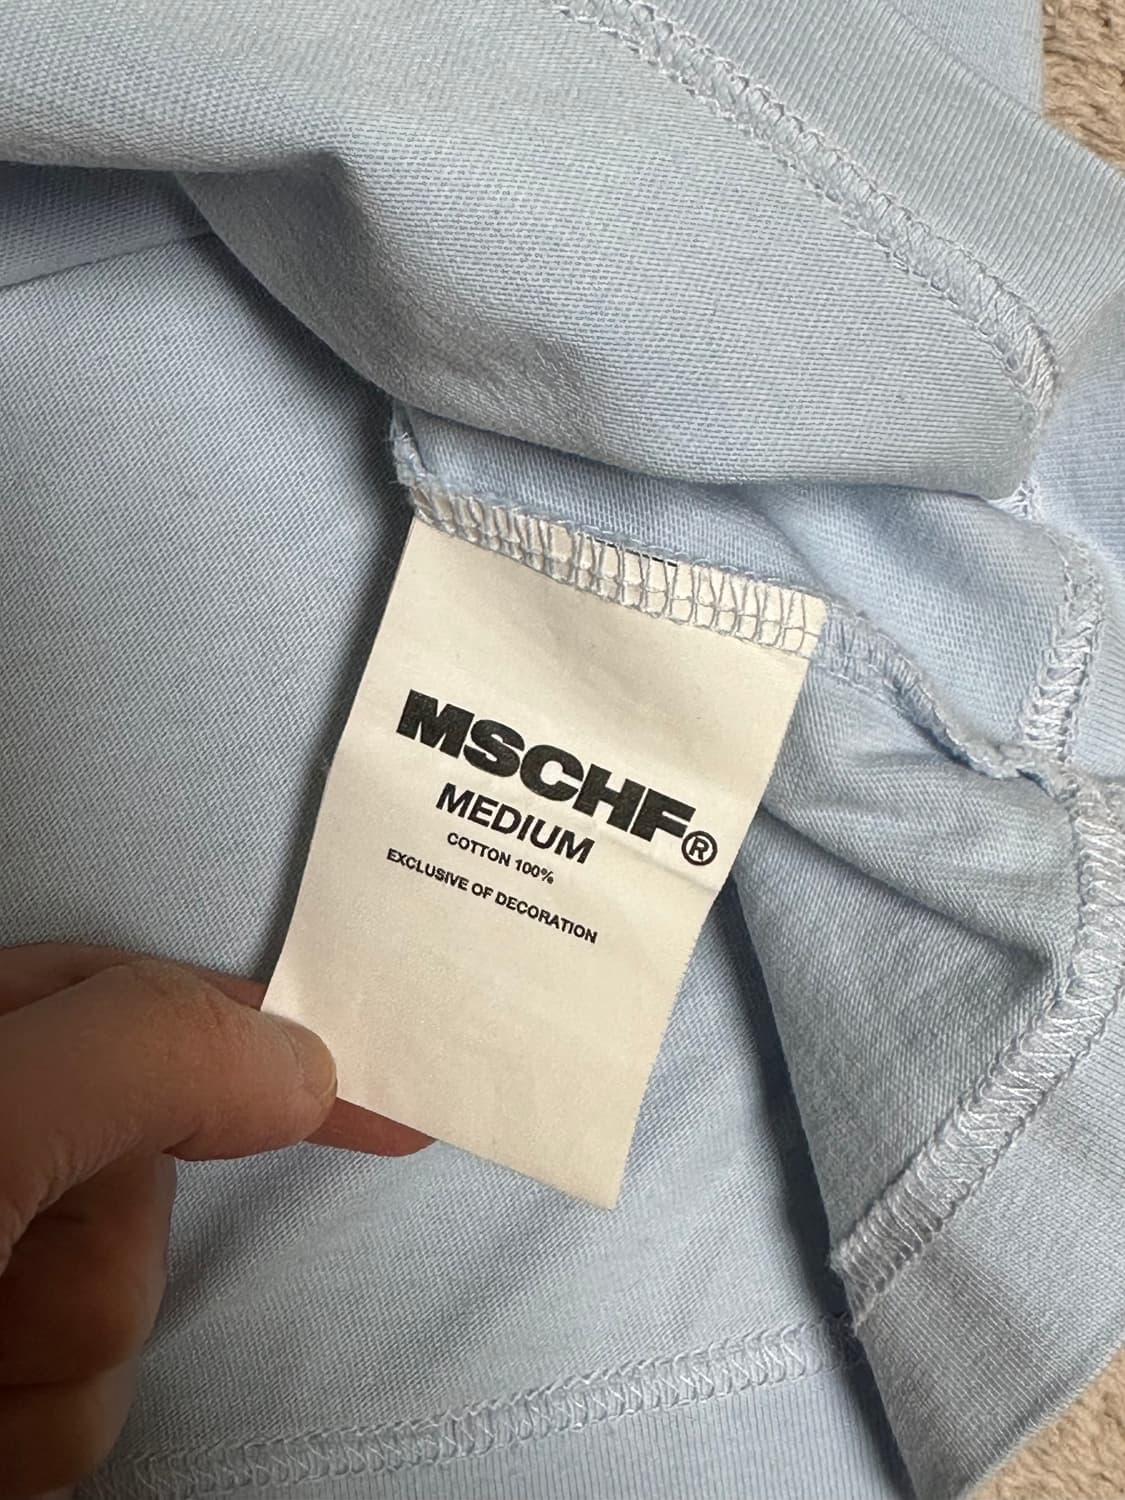 MSCHF®
MEDIUM
COTTON 100%
EXCLUSIVE OF DECORATION